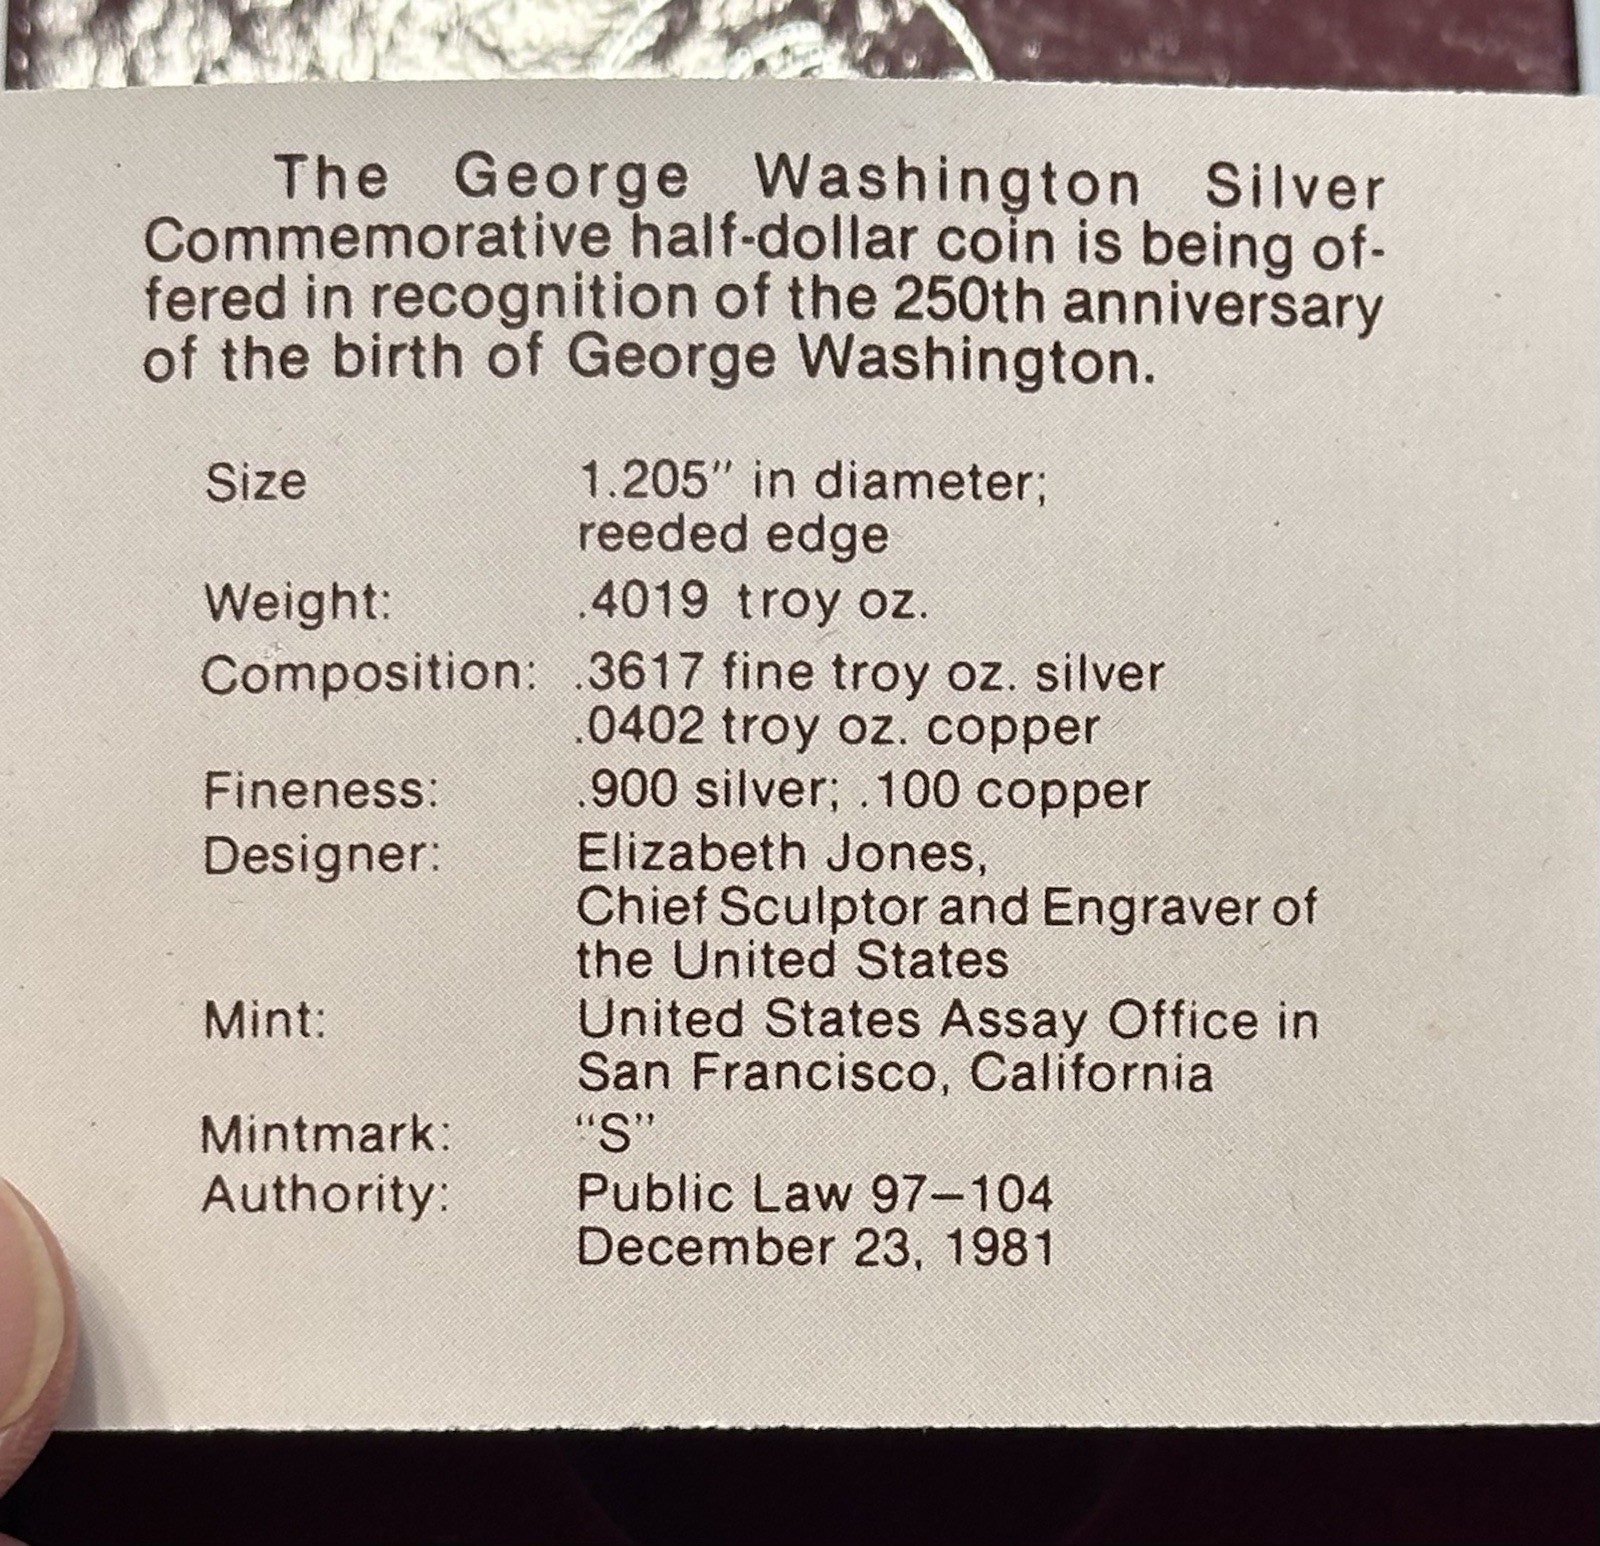 The George Washington Silver
Commemorative half-dollar coin is being of-
fered in recognition of the 250th anniversary
of the birth of George Washington.
Size 1.205" in diameter;
reeded edge
Weight: .4019 troy oz.
Composition: .3617 fine troy oz. silver
.0402 troy oz. copper
Fineness: .900 silver; .100 copper
Designer: Elizabeth Jones,
Chief Sculptor and Engraver of
the United States
Mint: United States Assay Office in
San Francisco, California
Mintmark: “S”
Authority: Public Law 97–104
December 23, 1981